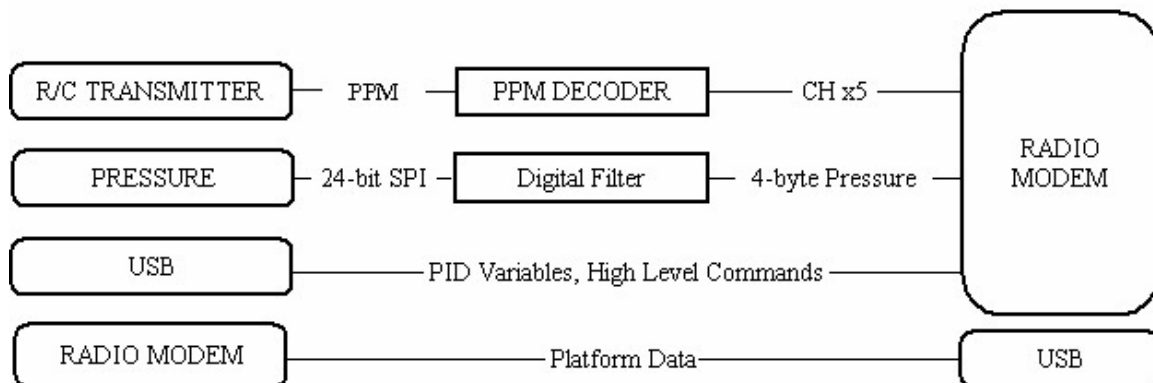 R/C TRANSMITTER PPM PPM DECODER CH x5
PRESSURE 24-bit SPI Digital Filter 4-byte Pressure
RADIO
MODEM
USB PID Variables, High Level Commands
RADIO MODEM Platform Data USB